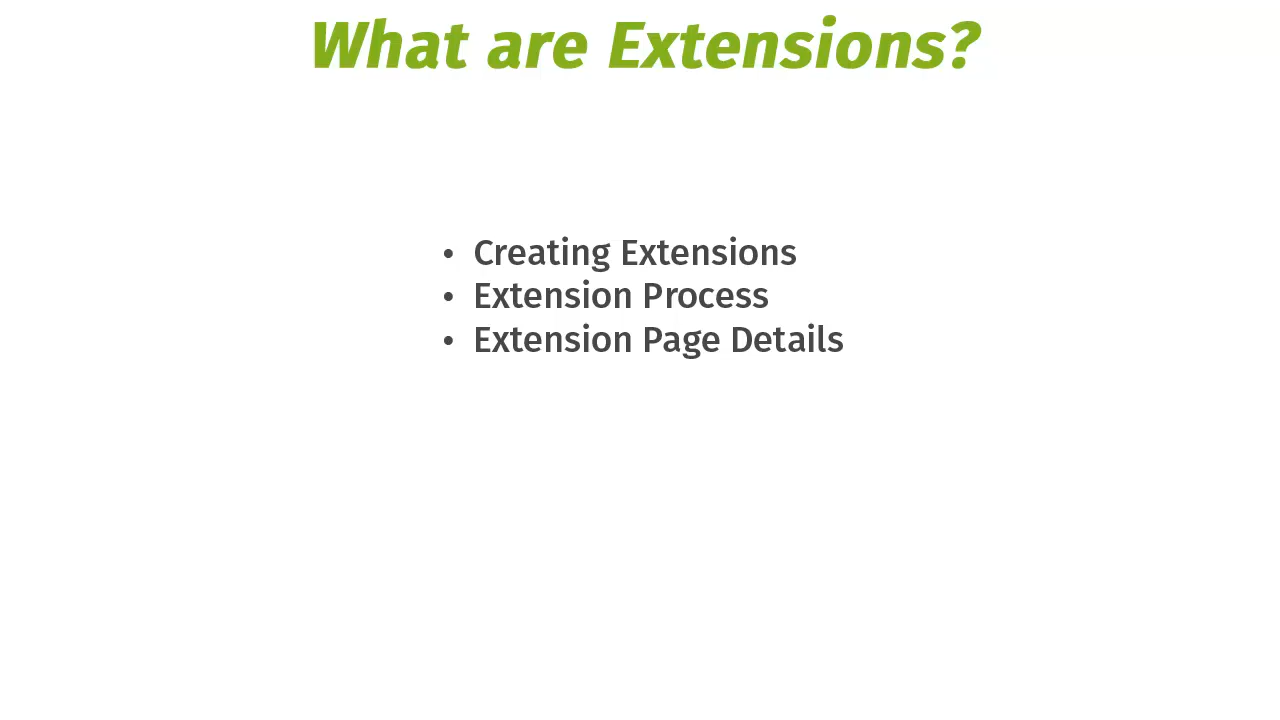 What are Extensions?
• Creating Extensions
• Extension Process
• Extension Page Details